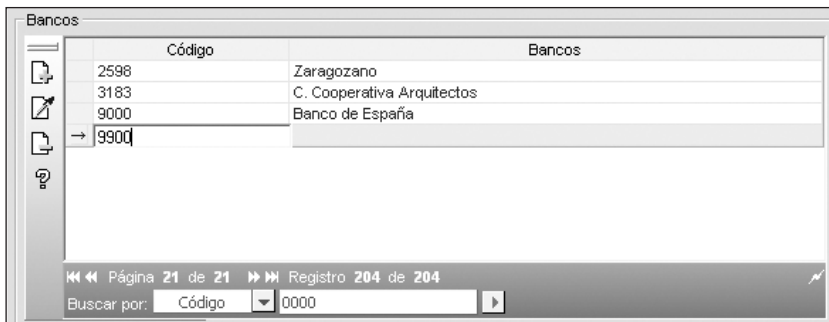 Bancos
Código Bancos
2598 Zaragozano
3183 C. Cooperativa Arquitectos
9000 Banco de España
→ 9900
Página 21 de 21 Registro 204 de 204
Buscar por: Código 0000